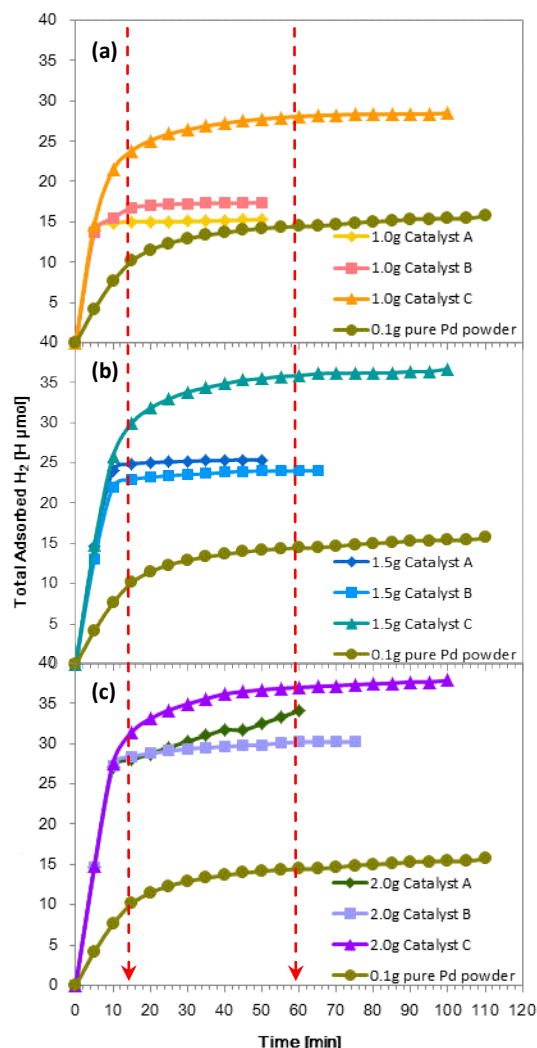 40
(a)
35
30
25
20
15
10
5
1.0g Catalyst A
1.0g Catalyst B
1.0g Catalyst C
0.1g pure Pd powder
40
(b)
35
30
25
20
15
10
5
1.5g Catalyst A
1.5g Catalyst B
1.5g Catalyst C
0.1g pure Pd powder
40
(c)
35
30
25
20
15
10
5
0
2.0g Catalyst A
2.0g Catalyst B
2.0g Catalyst C
0.1g pure Pd powder
0 10 20 30 40 50 60 70 80 90 100 110 120
Time [min]
Total Adsorbed H₂ [H μmol]